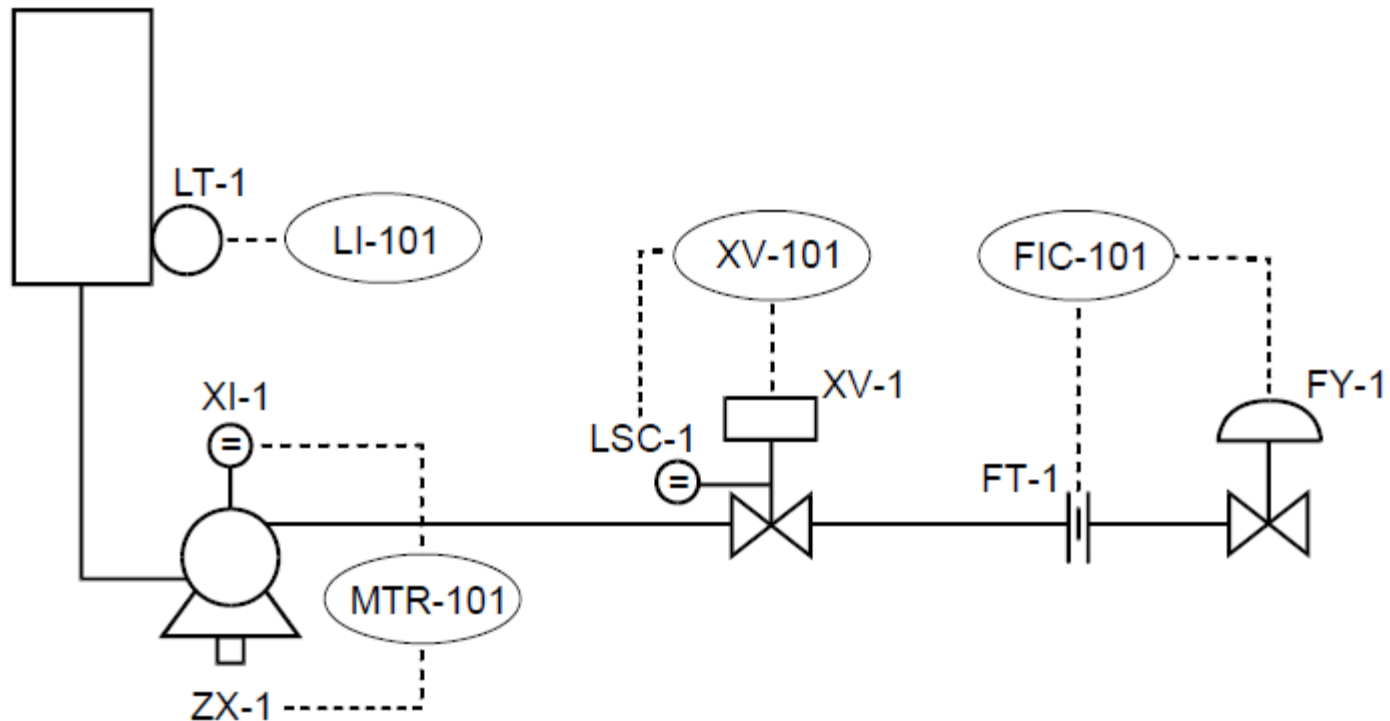 LT-1
LI-101
XV-101
FIC-101
XI-1
=
XV-1
FY-1
LSC-1
=
FT-1
MTR-101
ZX-1